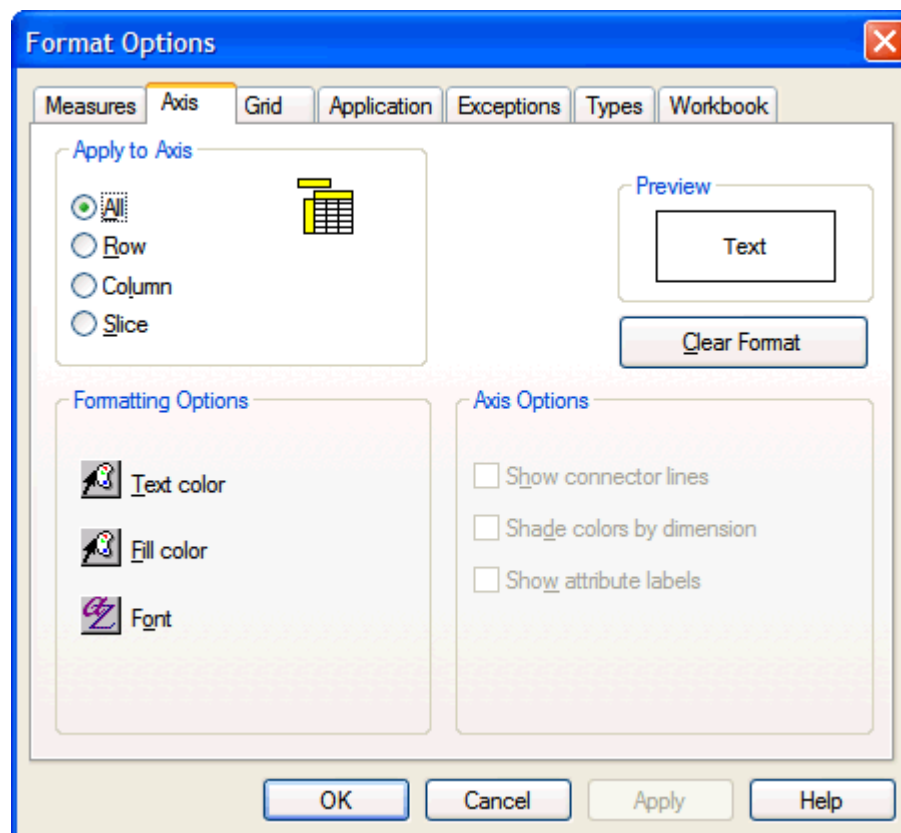 Format Options
Measures Axis Grid Application Exceptions Types Workbook
Apply to Axis
All
Row
Column
Slice
Preview
Text
Clear Format
Formatting Options
Text color
Fill color
Font
Axis Options
Show connector lines
Shade colors by dimension
Show attribute labels
OK Cancel Apply Help